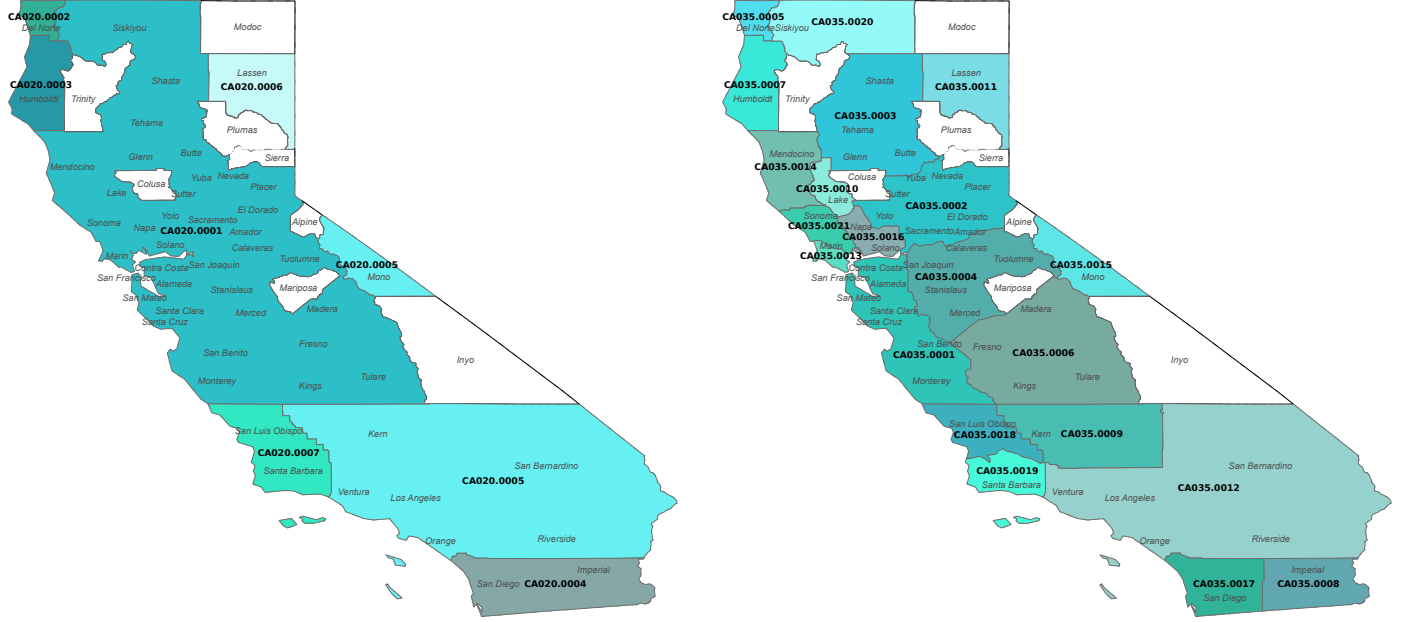 CA020.0002
Del Norte
Siskiyou
Modoc
Lassen
CA020.0006
Shasta
CA020.0003
Humboldt
Trinity
Tehama
Plumas
Glenn
Butte
Sierra
Mendocino
Colusa
Yuba
Nevada
Placer
Lake
Sutter
El Dorado
Sonoma
Napa
Yolo
Sacramento
Alpine
CA020.0001
Amador
Solano
Calaveras
Marin
Contra Costa
San Joaquin
Tuolumne
CA020.0005
Mono
San Francisco
Alameda
Stanislaus
Mariposa
San Mateo
Santa Clara
Merced
Madera
Santa Cruz
San Benito
Fresno
Inyo
Monterey
Kings
Tulare
San Luis Obispo
Kern
CA020.0007
Santa Barbara
San Bernardino
CA020.0005
Ventura
Los Angeles
Orange
Riverside
Imperial
San Diego
CA020.0004
CA035.0005
Del Norte
Siskiyou
CA035.0020
Modoc
Lassen
CA035.0011
Shasta
CA035.0007
Humboldt
Trinity
CA035.0003
Tehama
Plumas
Mendocino
Glenn
Butte
Sierra
CA035.0014
Colusa
Yuba
Nevada
Placer
CA035.0010
Lake
Sutter
CA035.0002
Sonoma
Yolo
El Dorado
CA035.0021
Napa
Sacramento
Amador
Alpine
CA035.0016
Solano
Marin
CA035.0013
Calaveras
Contra Costa
San Joaquin
Tuolumne
CA035.0015
Mono
San Francisco
Alameda
CA035.0004
Stanislaus
Mariposa
San Mateo
Santa Clara
Merced
Madera
Santa Cruz
San Benito
CA035.0001
Fresno
CA035.0006
Inyo
Monterey
Kings
Tulare
San Luis Obispo
CA035.0018
Kern
CA035.0009
CA035.0019
Santa Barbara
San Bernardino
CA035.0012
Ventura
Los Angeles
Orange
Riverside
Imperial
CA035.0017
San Diego
CA035.0008